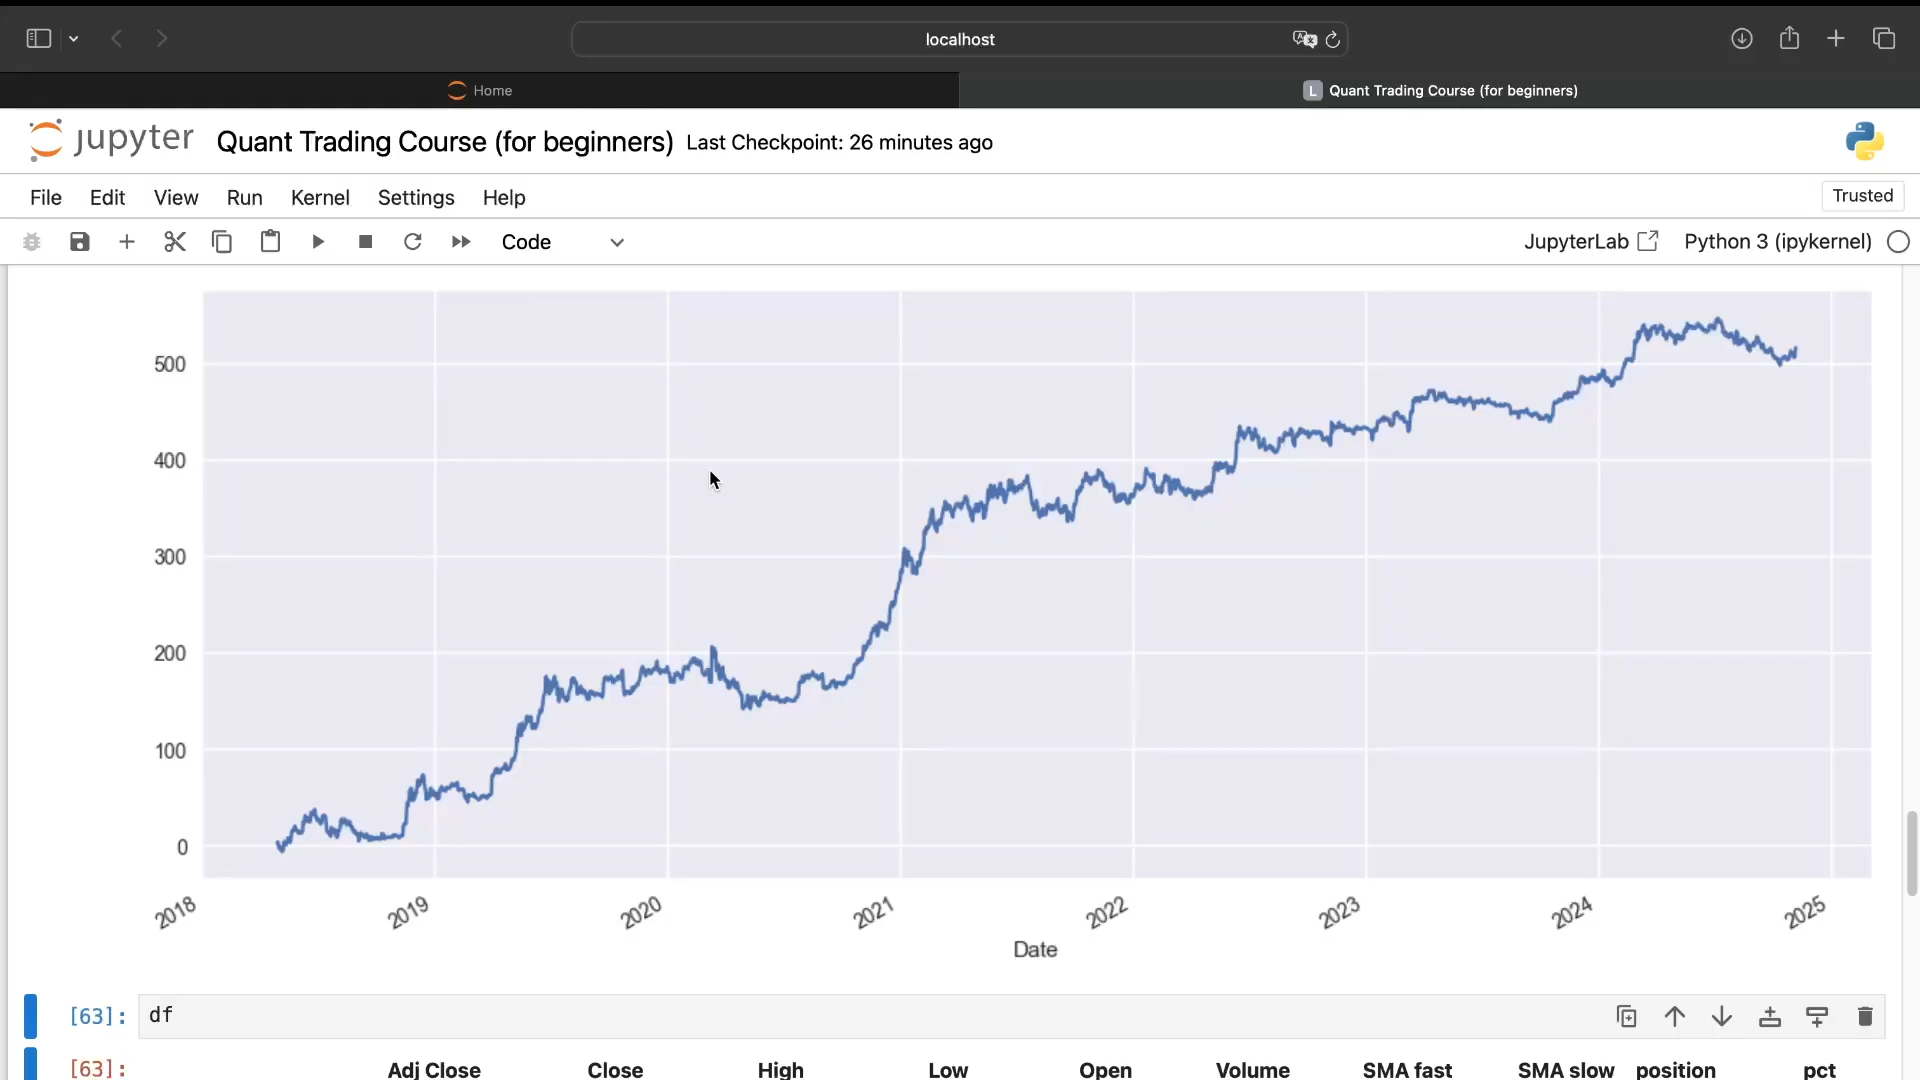 localhost
Home
L Quant Trading Course (for beginners)
jupyter Quant Trading Course (for beginners) Last Checkpoint: 26 minutes ago
File Edit View Run Kernel Settings Help Trusted
Code JupyterLab Python 3 (ipykernel)
500
400
300
200
100
0
2018 2019 2020 2021 2022 2023 2024 2025
Date
[63]: df
[63]: Adj Close Close High Low Open Volume SMA fast SMA slow position pct